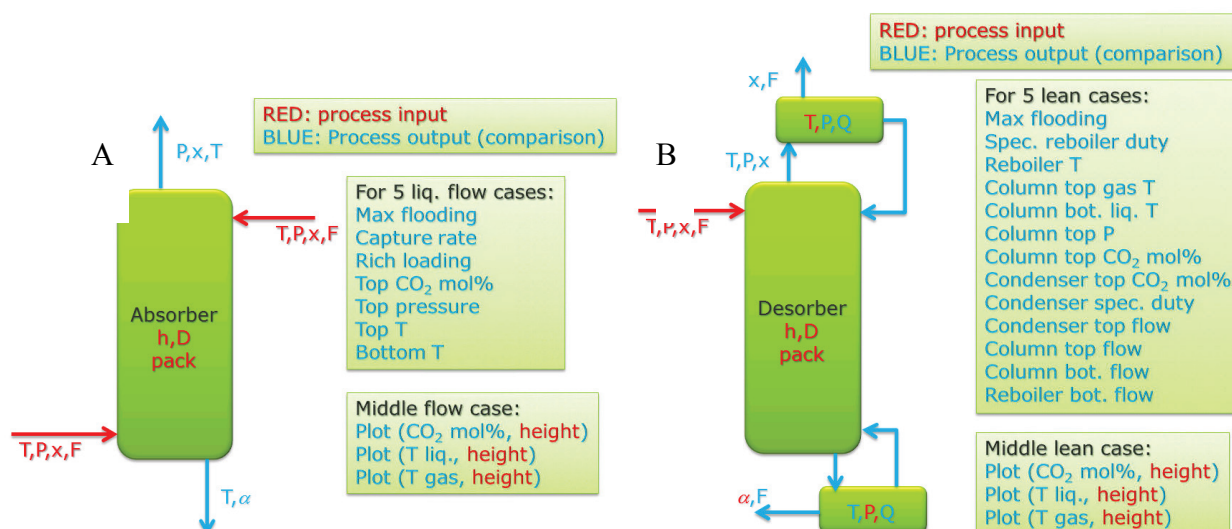 A
RED: process input
BLUE: Process output (comparison)
P,x,T
T,P,x,F
For 5 liq. flow cases:
Max flooding
Capture rate
Rich loading
Top CO₂ mol%
Top pressure
Top T
Bottom T
Absorber
h,D
pack
T,P,x,F
Middle flow case:
Plot (CO₂ mol%, height)
Plot (T liq., height)
Plot (T gas, height)
T,α
B
RED: process input
BLUE: Process output (comparison)
x,F
T,P,Q
T,P,x
T,P,x,F
For 5 lean cases:
Max flooding
Spec. reboiler duty
Reboiler T
Column top gas T
Column bot. liq. T
Column top P
Column top CO₂ mol%
Condenser top CO₂ mol%
Condenser spec. duty
Condenser top flow
Column top flow
Column bot. flow
Reboiler bot. flow
Desorber
h,D
pack
Middle lean case:
Plot (CO₂ mol%, height)
Plot (T liq., height)
Plot (T gas, height)
α,F
T,P,Q